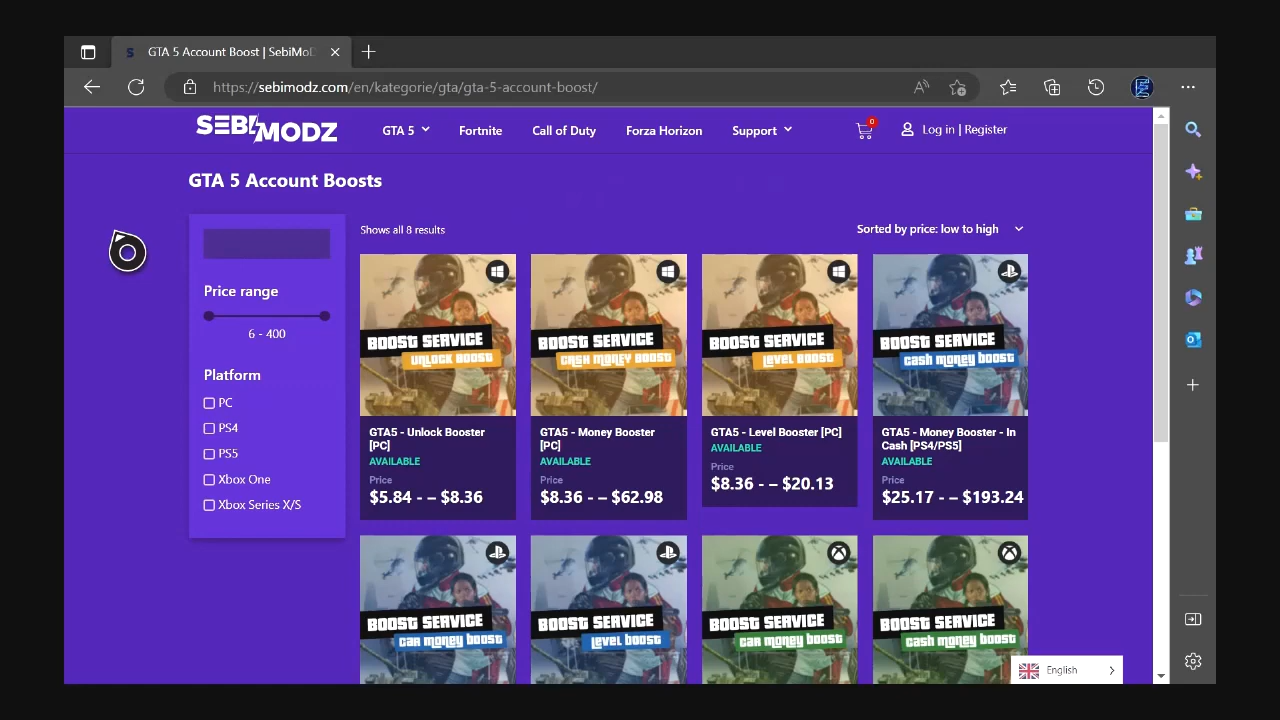 GTA 5 Account Boost | SebiMo
https://sebimodz.com/en/kategorie/gta/gta-5-account-boost/
SEBI MODZ
GTA 5
Fortnite
Call of Duty
Forza Horizon
Support
0
Log in | Register
GTA 5 Account Boosts
Shows all 8 results
Sorted by price: low to high
Price range
6 - 400
Platform
PC
PS4
PS5
Xbox One
Xbox Series X/S
BOOST SERVICE
UNLOCK BOOST
GTA5 - Unlock Booster
[PC]
AVAILABLE
Price
$5.84 - – $8.36
BOOST SERVICE
CASH MONEY BOOST
GTA5 - Money Booster
[PC]
AVAILABLE
Price
$8.36 - – $62.98
BOOST SERVICE
LEVEL BOOST
GTA5 - Level Booster [PC]
AVAILABLE
Price
$8.36 - – $20.13
BOOST SERVICE
CASH MONEY BOOST
GTA5 - Money Booster - In
Cash [PS4/PS5]
AVAILABLE
Price
$25.17 - – $193.24
BOOST SERVICE
CAR MONEY BOOST
BOOST SERVICE
LEVEL BOOST
BOOST SERVICE
CAR MONEY BOOST
BOOST SERVICE
CASH MONEY BOOST
English